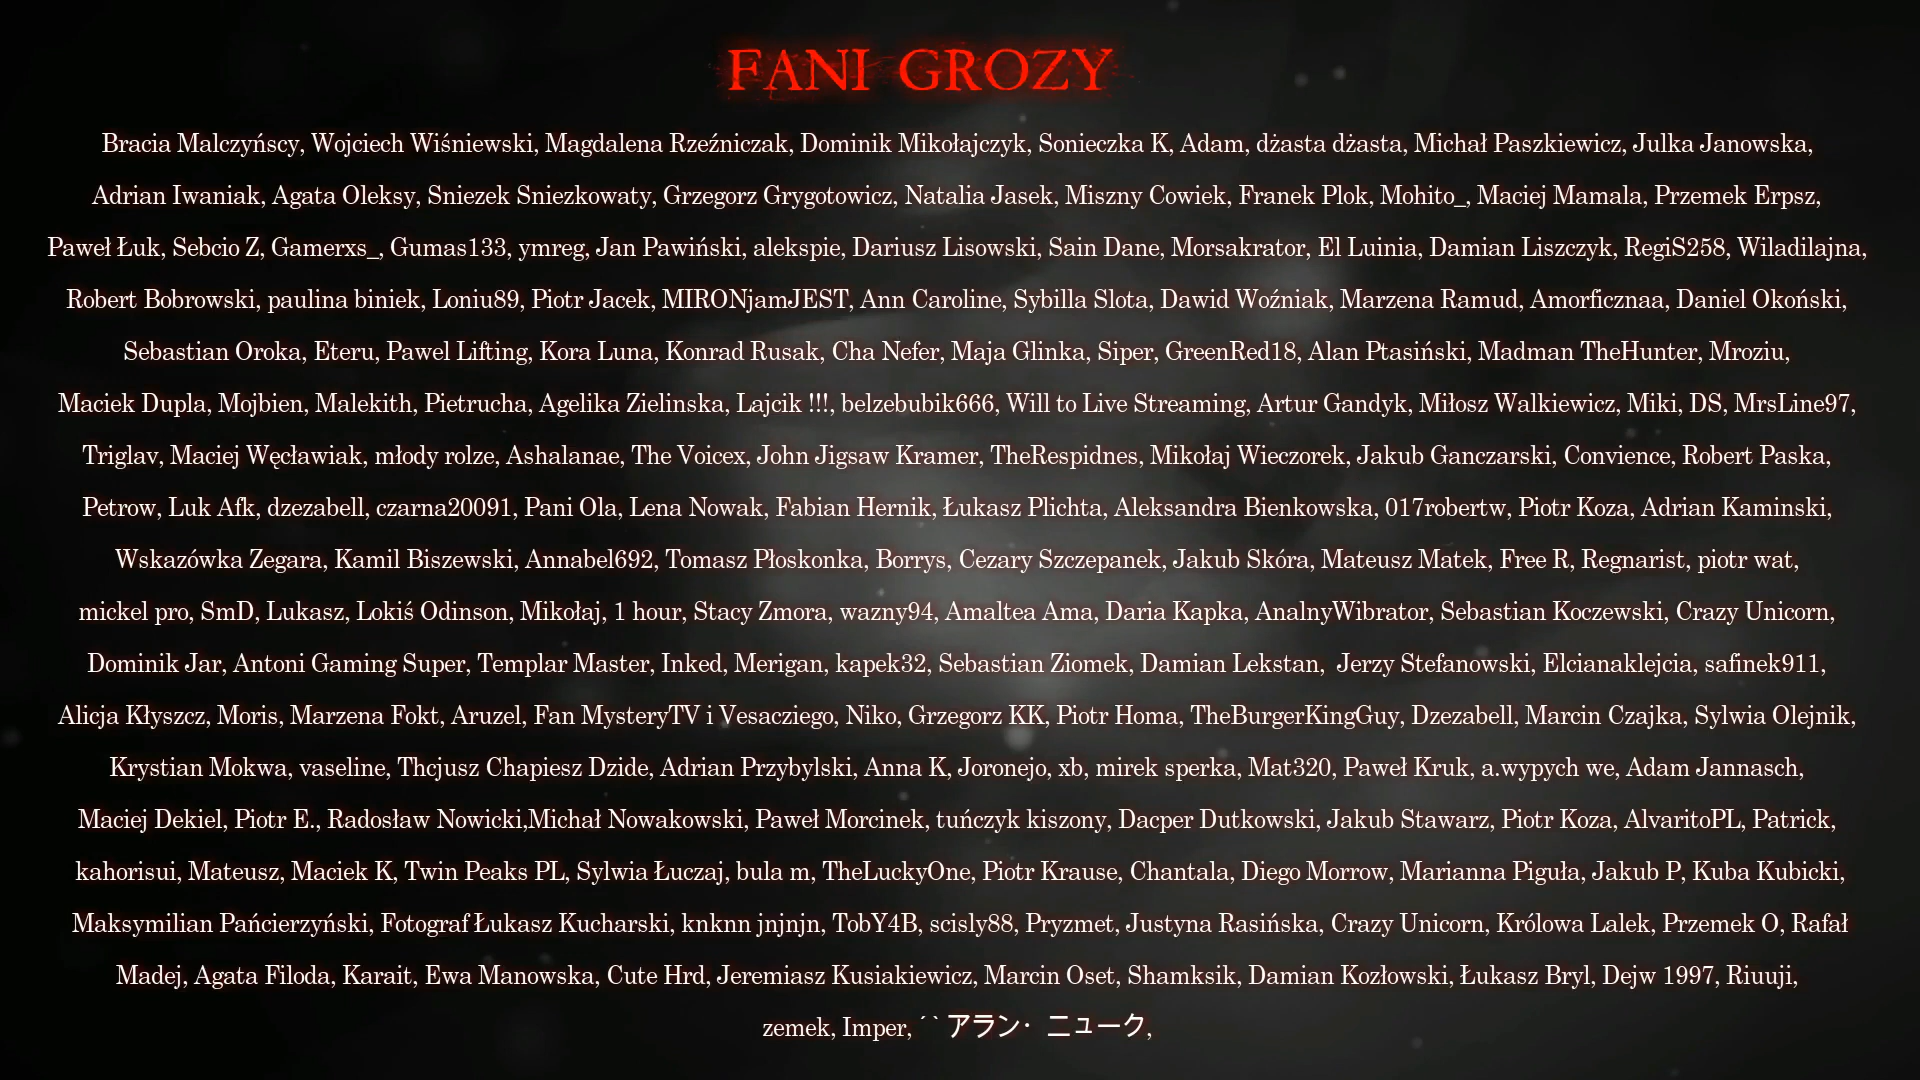 FANI GROZY
Bracia Malczyńscy, Wojciech Wiśniewski, Magdalena Rzeźniczak, Dominik Mikołajczyk, Sonieczka K, Adam, dżasta dżasta, Michał Paszkiewicz, Julka Janowska,
Adrian Iwaniak, Agata Oleksy, Sniezek Sniezkowaty, Grzegorz Grygotowicz, Natalia Jasek, Miszny Cowiek, Franek Plok, Mohito_, Maciej Mamala, Przemek Erpsz,
Paweł Łuk, Sebcio Z, Gamerxs_, Gumas133, ymreg, Jan Pawiński, alekspie, Dariusz Lisowski, Sain Dane, Morsakrator, El Luinia, Damian Liszczyk, RegiS258, Wiladilajna,
Robert Bobrowski, paulina biniek, Loniu89, Piotr Jacek, MIRONjamJEST, Ann Caroline, Sybilla Slota, Dawid Woźniak, Marzena Ramud, Amorficznaa, Daniel Okoński,
Sebastian Oroka, Eteru, Pawel Lifting, Kora Luna, Konrad Rusak, Cha Nefer, Maja Glinka, Siper, GreenRed18, Alan Ptasiński, Madman TheHunter, Mroziu,
Maciek Dupla, Mojbien, Malekith, Pietrucha, Agelika Zielinska, Lajcik !!!, belzebubik666, Will to Live Streaming, Artur Gandyk, Miłosz Walkiewicz, Miki, DS, MrsLine97,
Triglav, Maciej Węcławiak, młody rolze, Ashalanae, The Voicex, John Jigsaw Kramer, TheRespidnes, Mikołaj Wieczorek, Jakub Ganczarski, Convience, Robert Paska,
Petrow, Luk Afk, dzezabell, czarna20091, Pani Ola, Lena Nowak, Fabian Hernik, Łukasz Plichta, Aleksandra Bienkowska, 017robertw, Piotr Koza, Adrian Kaminski,
Wskazówka Zegara, Kamil Biszewski, Annabel692, Tomasz Płoskonka, Borrys, Cezary Szczepanek, Jakub Skóra, Mateusz Matek, Free R, Regnarist, piotr wat,
mickel pro, SmD, Lukasz, Lokiś Odinson, Mikołaj, 1 hour, Stacy Zmora, wazny94, Amaltea Ama, Daria Kapka, AnalnyWibrator, Sebastian Koczewski, Crazy Unicorn,
Dominik Jar, Antoni Gaming Super, Templar Master, Inked, Merigan, kapek32, Sebastian Ziomek, Damian Lekstan, Jerzy Stefanowski, Elcianaklejcia, safinek911,
Alicja Kłyszcz, Moris, Marzena Fokt, Aruzel, Fan MysteryTV i Vesacziego, Niko, Grzegorz KK, Piotr Homa, TheBurgerKingGuy, Dzezabell, Marcin Czajka, Sylwia Olejnik,
Krystian Mokwa, vaseline, Thcjusz Chapiesz Dzide, Adrian Przybylski, Anna K, Joronejo, xb, mirek sperka, Mat320, Paweł Kruk, a.wypych we, Adam Jannasch,
Maciej Dekiel, Piotr E., Radosław Nowicki,Michał Nowakowski, Paweł Morcinek, tuńczyk kiszony, Dacper Dutkowski, Jakub Stawarz, Piotr Koza, AlvaritoPL, Patrick,
kahorisui, Mateusz, Maciek K, Twin Peaks PL, Sylwia Łuczaj, bula m, TheLuckyOne, Piotr Krause, Chantala, Diego Morrow, Marianna Piguła, Jakub P, Kuba Kubicki,
Maksymilian Pańcierzyński, Fotograf Łukasz Kucharski, knknn jnjnjn, TobY4B, scisly88, Pryzmet, Justyna Rasińska, Crazy Unicorn, Królowa Lalek, Przemek O, Rafał
Madej, Agata Filoda, Karait, Ewa Manowska, Cute Hrd, Jeremiasz Kusiakiewicz, Marcin Oset, Shamksik, Damian Kozłowski, Łukasz Bryl, Dejw 1997, Riuuji,
zemek, Imper, ´ ` アラン・ ニューク,